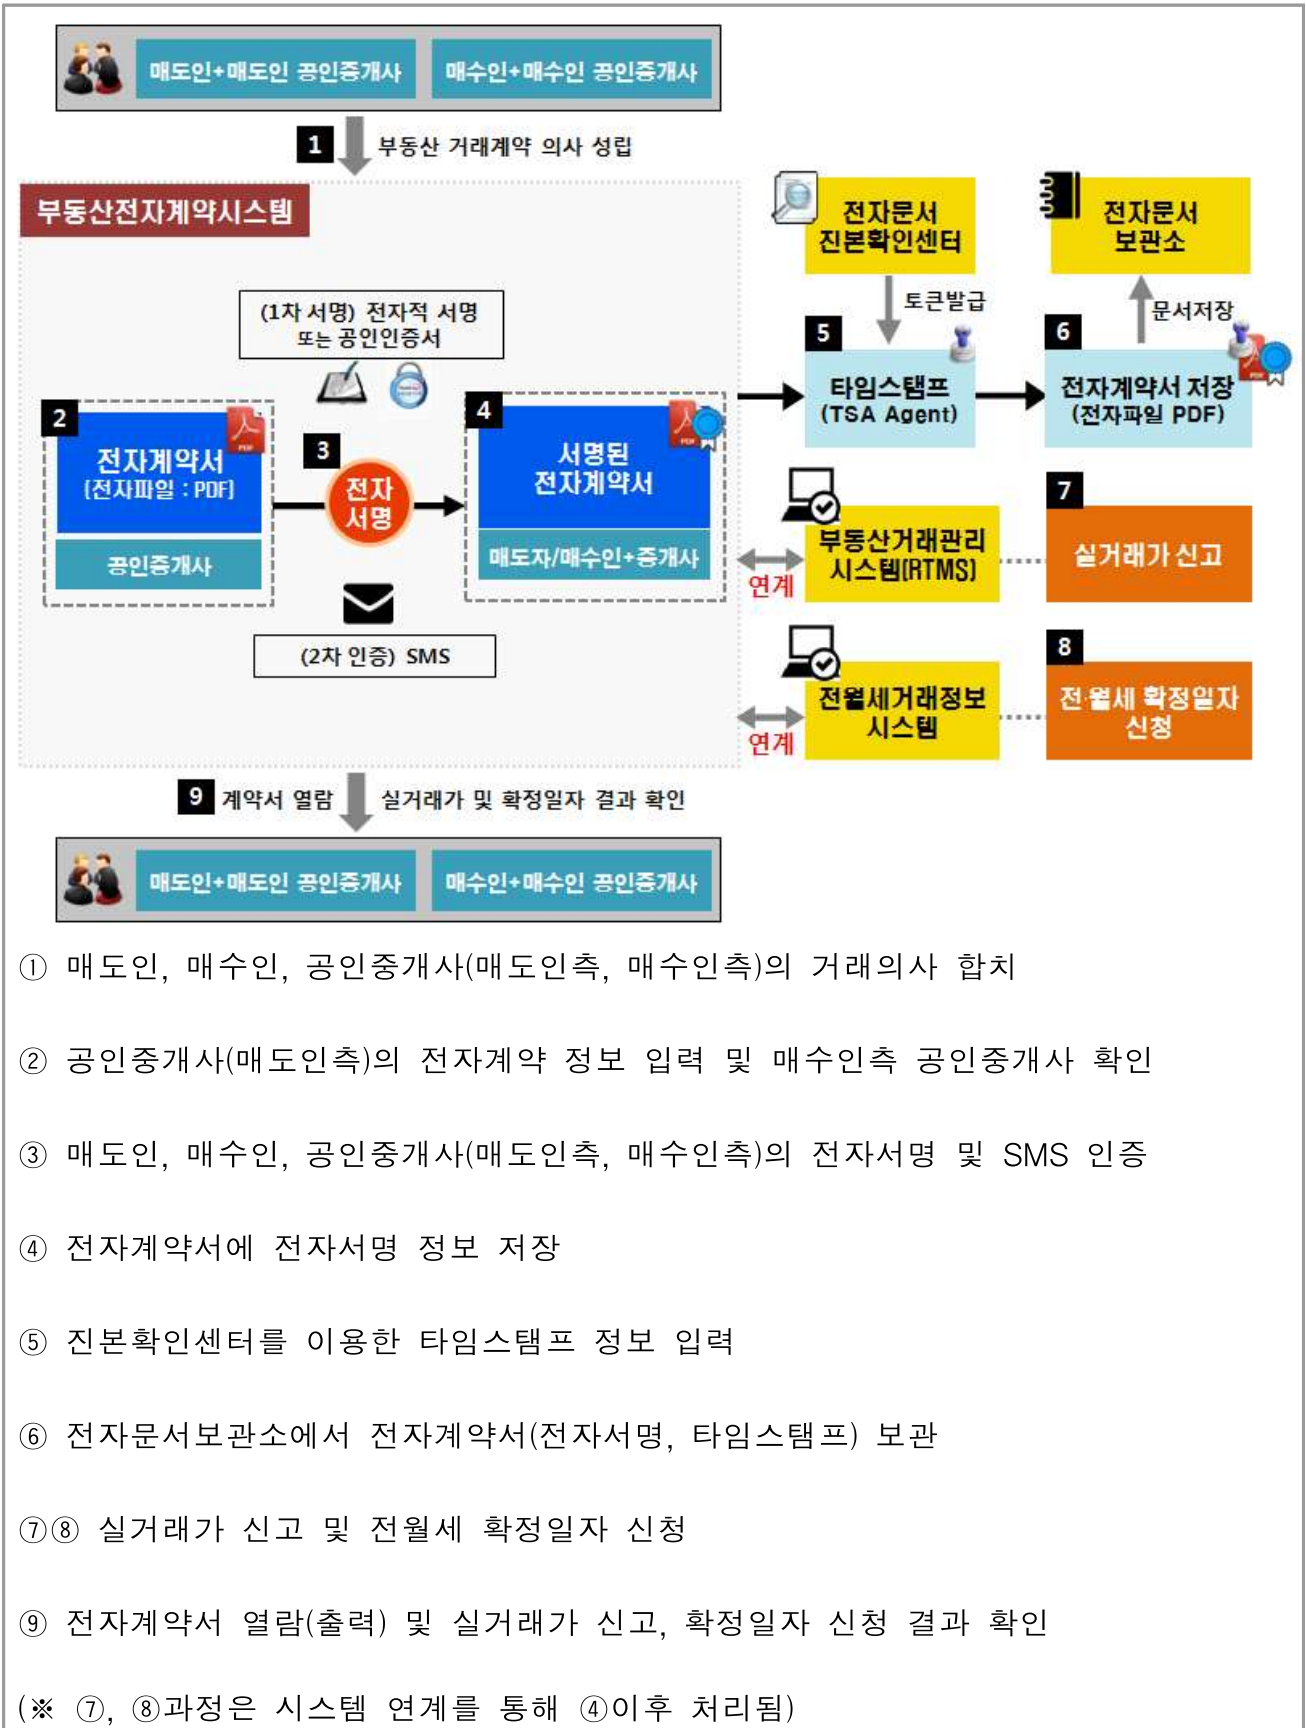 매도인+매도인 공인중개사
매수인+매수인 공인중개사
1 부동산 거래계약 의사 성립
부동산전자계약시스템
(1차 서명) 전자적 서명
또는 공인인증서
2
전자계약서
(전자파일 : PDF)
공인중개사
3
전자
서명
(2차 인증) SMS
4
서명된
전자계약서
매도자/매수인+중개사
전자문서
진본확인센터
토큰발급
5
타임스탬프
(TSA Agent)
전자문서
보관소
문서저장
6
전자계약서 저장
(전자파일 PDF)
연계
부동산거래관리
시스템(RTMS)
7
실거래가 신고
연계
전월세거래정보
시스템
8
전·월세 확정일자
신청
9 계약서 열람 실거래가 및 확정일자 결과 확인
매도인+매도인 공인중개사
매수인+매수인 공인중개사
① 매도인, 매수인, 공인중개사(매도인측, 매수인측)의 거래의사 합치
② 공인중개사(매도인측)의 전자계약 정보 입력 및 매수인측 공인중개사 확인
③ 매도인, 매수인, 공인중개사(매도인측, 매수인측)의 전자서명 및 SMS 인증
④ 전자계약서에 전자서명 정보 저장
⑤ 진본확인센터를 이용한 타임스탬프 정보 입력
⑥ 전자문서보관소에서 전자계약서(전자서명, 타임스탬프) 보관
⑦⑧ 실거래가 신고 및 전월세 확정일자 신청
⑨ 전자계약서 열람(출력) 및 실거래가 신고, 확정일자 신청 결과 확인
(※ ⑦, ⑧과정은 시스템 연계를 통해 ④이후 처리됨)